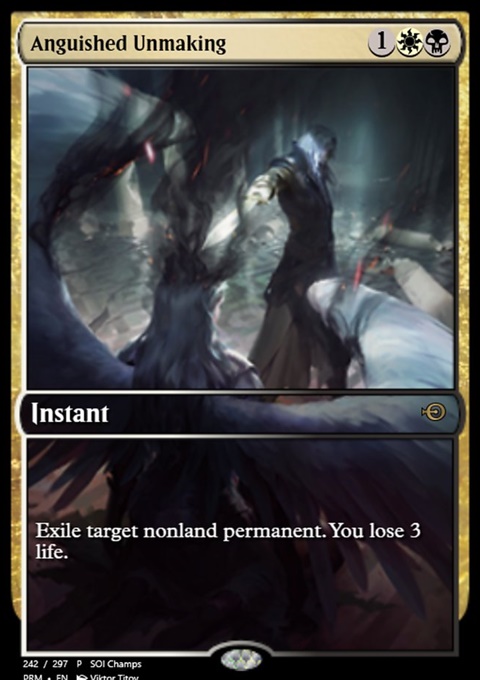 Anguished Unmaking 1
Instant
Exile target nonland permanent. You lose 3
life.
242 / 297 P SOI Champs
PRM • EN Viktor Titov